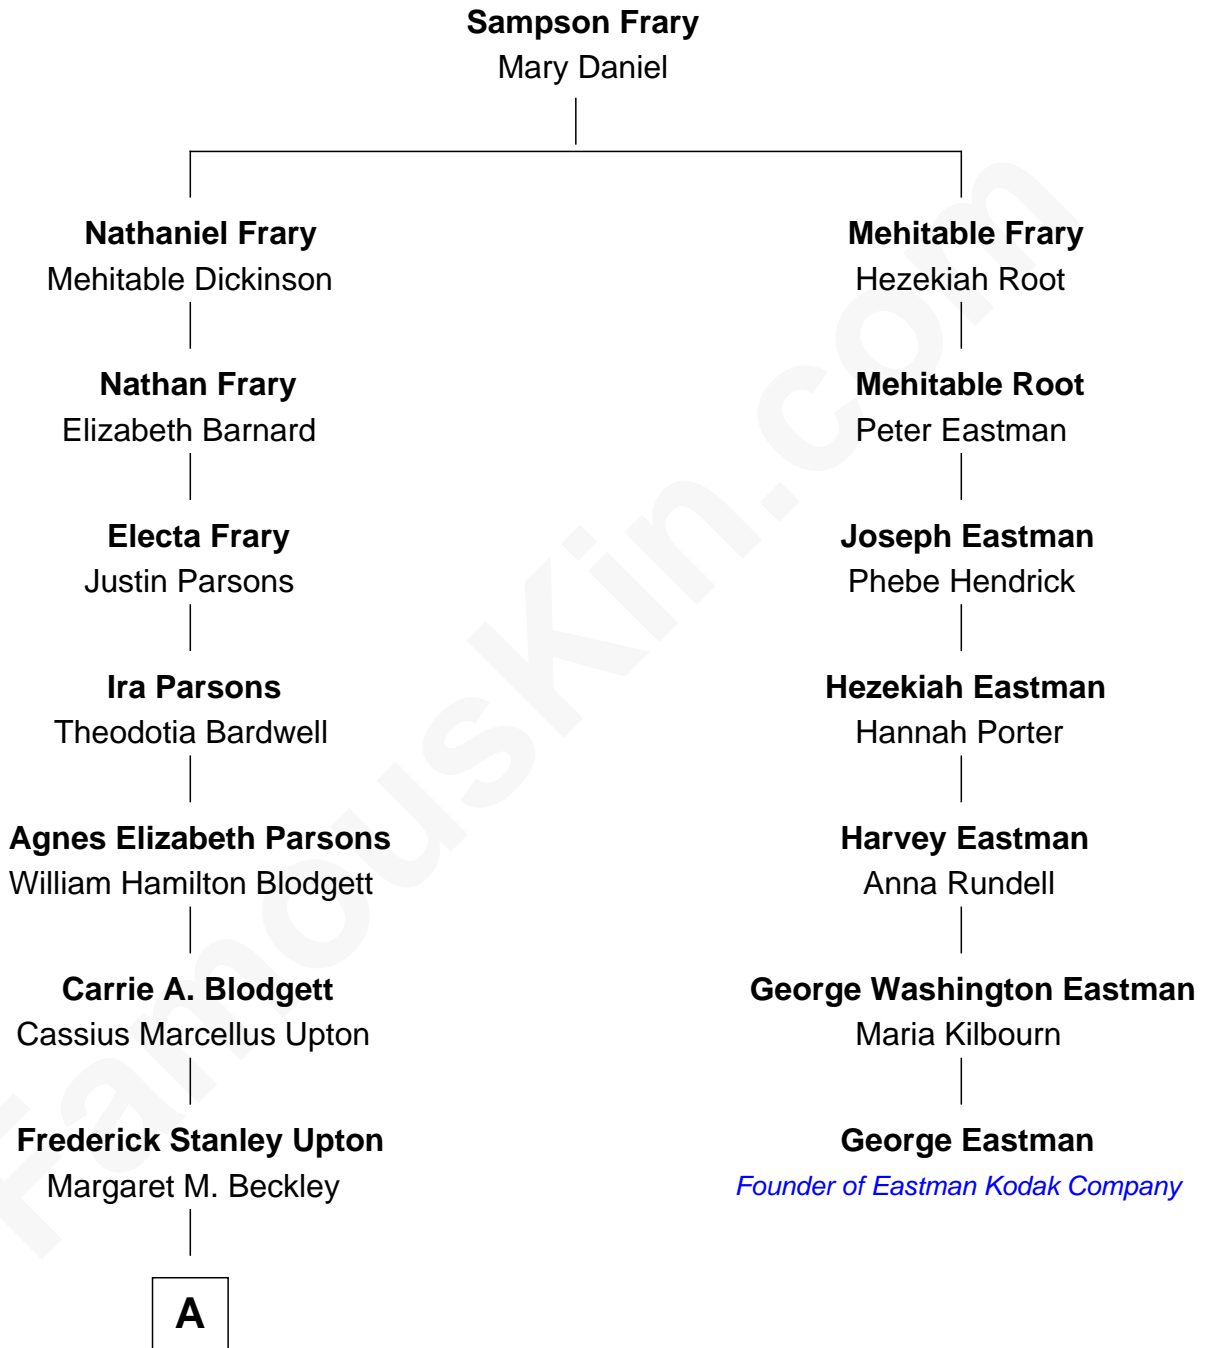 Sampson Frary
Mary Daniel
Nathaniel Frary
Mehitable Dickinson
Mehitable Frary
Hezekiah Root
Nathan Frary
Elizabeth Barnard
Mehitable Root
Peter Eastman
Electa Frary
Justin Parsons
Joseph Eastman
Phebe Hendrick
Ira Parsons
Theodotia Bardwell
Hezekiah Eastman
Hannah Porter
Agnes Elizabeth Parsons
William Hamilton Blodgett
Harvey Eastman
Anna Rundell
Carrie A. Blodgett
Cassius Marcellus Upton
George Washington Eastman
Maria Kilbourn
Frederick Stanley Upton
Margaret M. Beckley
George Eastman
Founder of Eastman Kodak Company
A
FamousKin.com